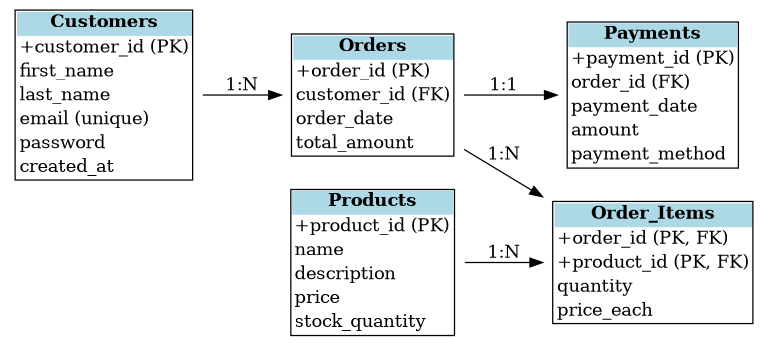 Customers
+customer_id (PK)
first_name
last_name
email (unique)
password
created_at
1:N
Orders
+order_id (PK)
customer_id (FK)
order_date
total_amount
1:1
Payments
+payment_id (PK)
order_id (FK)
payment_date
amount
payment_method
1:N
Products
+product_id (PK)
name
description
price
stock_quantity
1:N
Order_Items
+order_id (PK, FK)
+product_id (PK, FK)
quantity
price_each